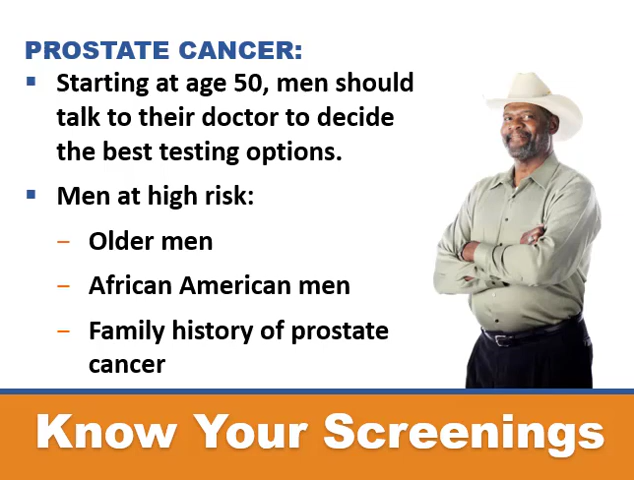 PROSTATE CANCER:
▪ Starting at age 50, men should
talk to their doctor to decide
the best testing options.
▪ Men at high risk:
– Older men
– African American men
– Family history of prostate
cancer
Know Your Screenings